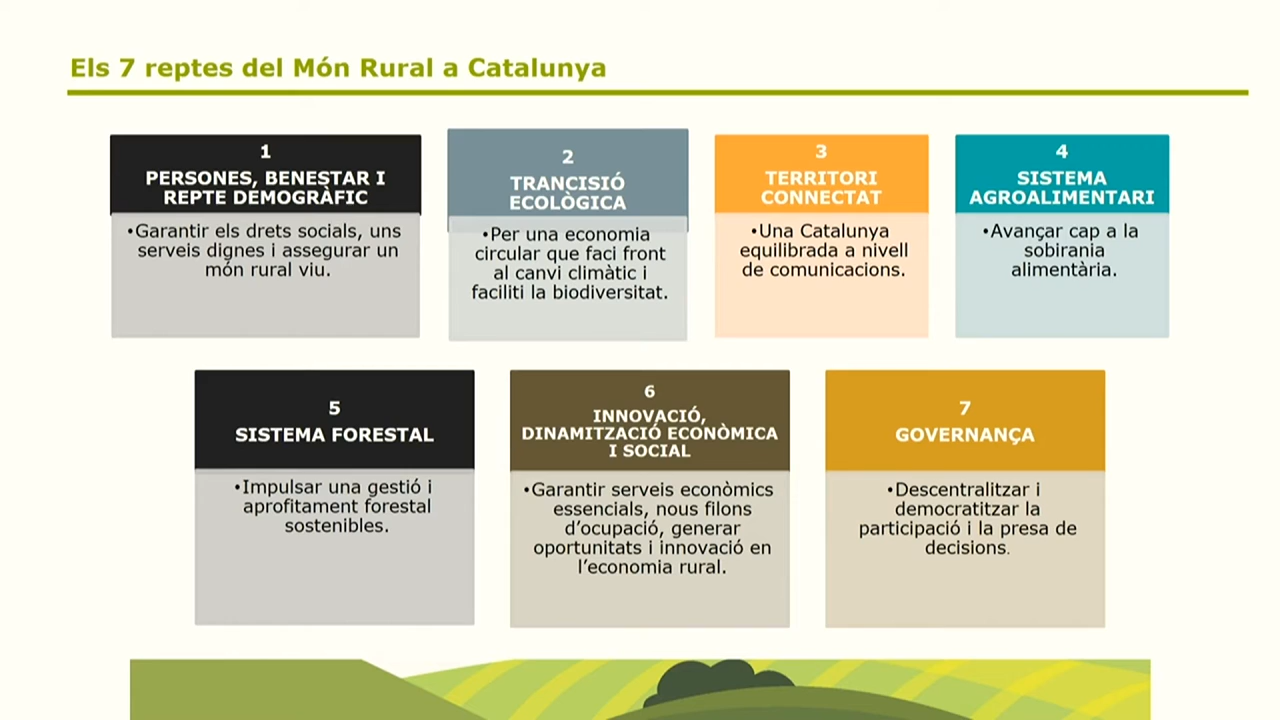 Els 7 reptes del Món Rural a Catalunya
1
PERSONES, BENESTAR I
REPTE DEMOGRÀFIC
•Garantir els drets socials, uns
serveis dignes i assegurar un
món rural viu.
2
TRANCISIÓ
ECOLÒGICA
•Per una economia
circular que faci front
al canvi climàtic i
faciliti la biodiversitat.
3
TERRITORI
CONNECTAT
•Una Catalunya
equilibrada a nivell
de comunicacions.
4
SISTEMA
AGROALIMENTARI
•Avançar cap a la
sobirania
alimentària.
5
SISTEMA FORESTAL
•Impulsar una gestió i
aprofitament forestal
sostenibles.
6
INNOVACIÓ,
DINAMITZACIÓ ECONÒMICA
I SOCIAL
•Garantir serveis econòmics
essencials, nous filons
d’ocupació, generar
oportunitats i innovació en
l’economia rural.
7
GOVERNANÇA
•Descentralitzar i
democratitzar la
participació i la presa de
decisions.